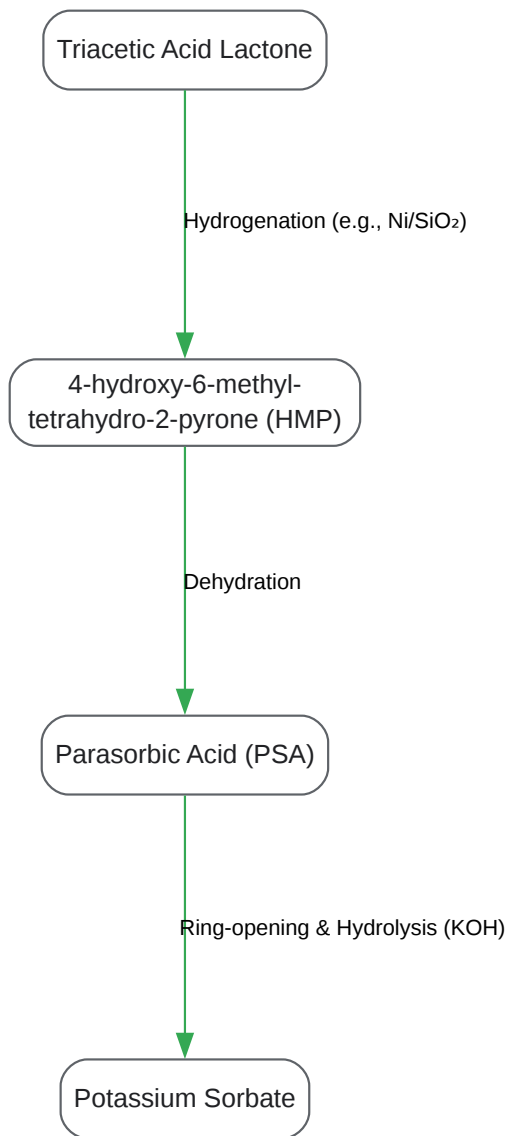 Triacetic Acid Lactone
Hydrogenation (e.g., Ni/SiO₂)
4-hydroxy-6-methyl-
tetrahydro-2-pyrone (HMP)
Dehydration
Parasorbic Acid (PSA)
Ring-opening & Hydrolysis (KOH)
Potassium Sorbate